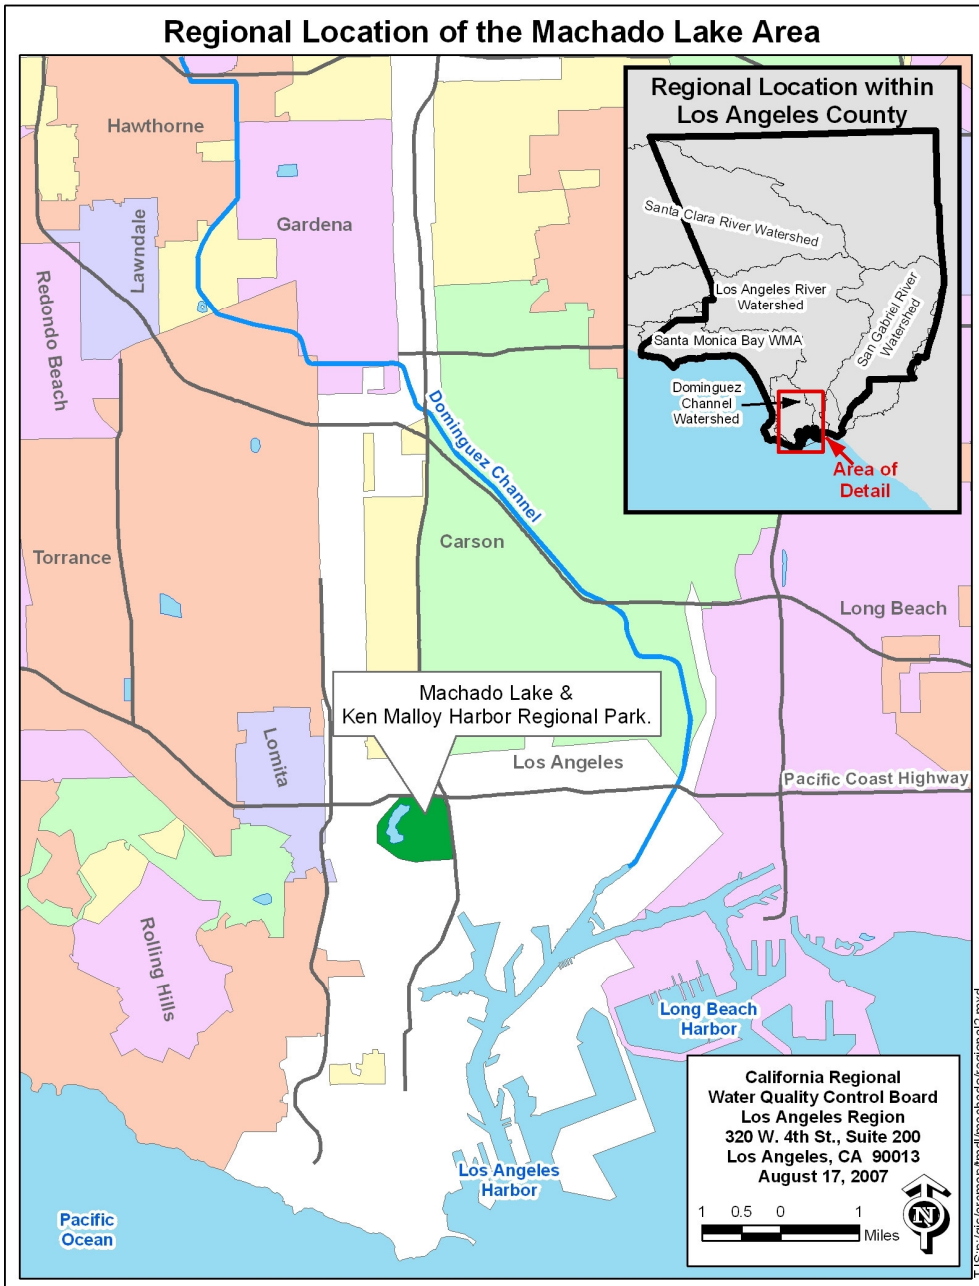 Regional Location of the Machado Lake Area
Regional Location within
Los Angeles County
Santa Clara River Watershed
Los Angeles River
Watershed
San Gabriel River
Watershed
Santa Monica Bay WMA
Dominguez
Channel
Watershed
Area of
Detail
Hawthorne
Gardena
Lawndale
Redondo Beach
Dominguez Channel
Carson
Torrance
Long Beach
Machado Lake &
Ken Malloy Harbor Regional Park.
Lomita
Los Angeles
Pacific Coast Highway
Rolling Hills
Long Beach
Harbor
Los Angeles
Harbor
Pacific
Ocean
California Regional
Water Quality Control Board
Los Angeles Region
320 W. 4th St., Suite 200
Los Angeles, CA 90013
August 17, 2007
1 0.5 0 1
Miles
N